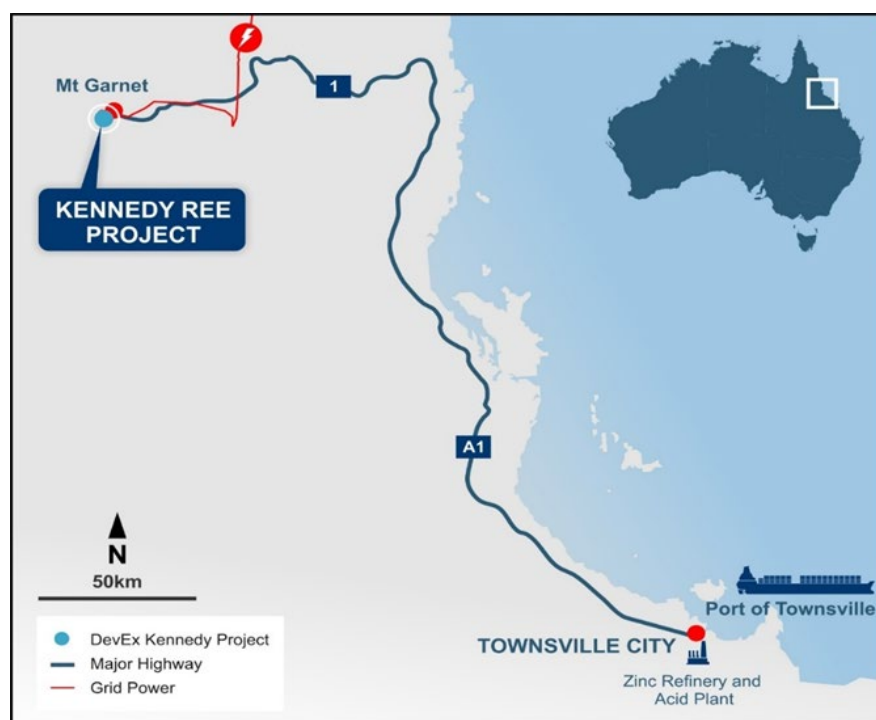 Mt Garnet
1
KENNEDY REE
PROJECT
A1
N
50km
DevEx Kennedy Project
Major Highway
Grid Power
Port of Townsville
TOWNSVILLE CITY
Zinc Refinery and
Acid Plant